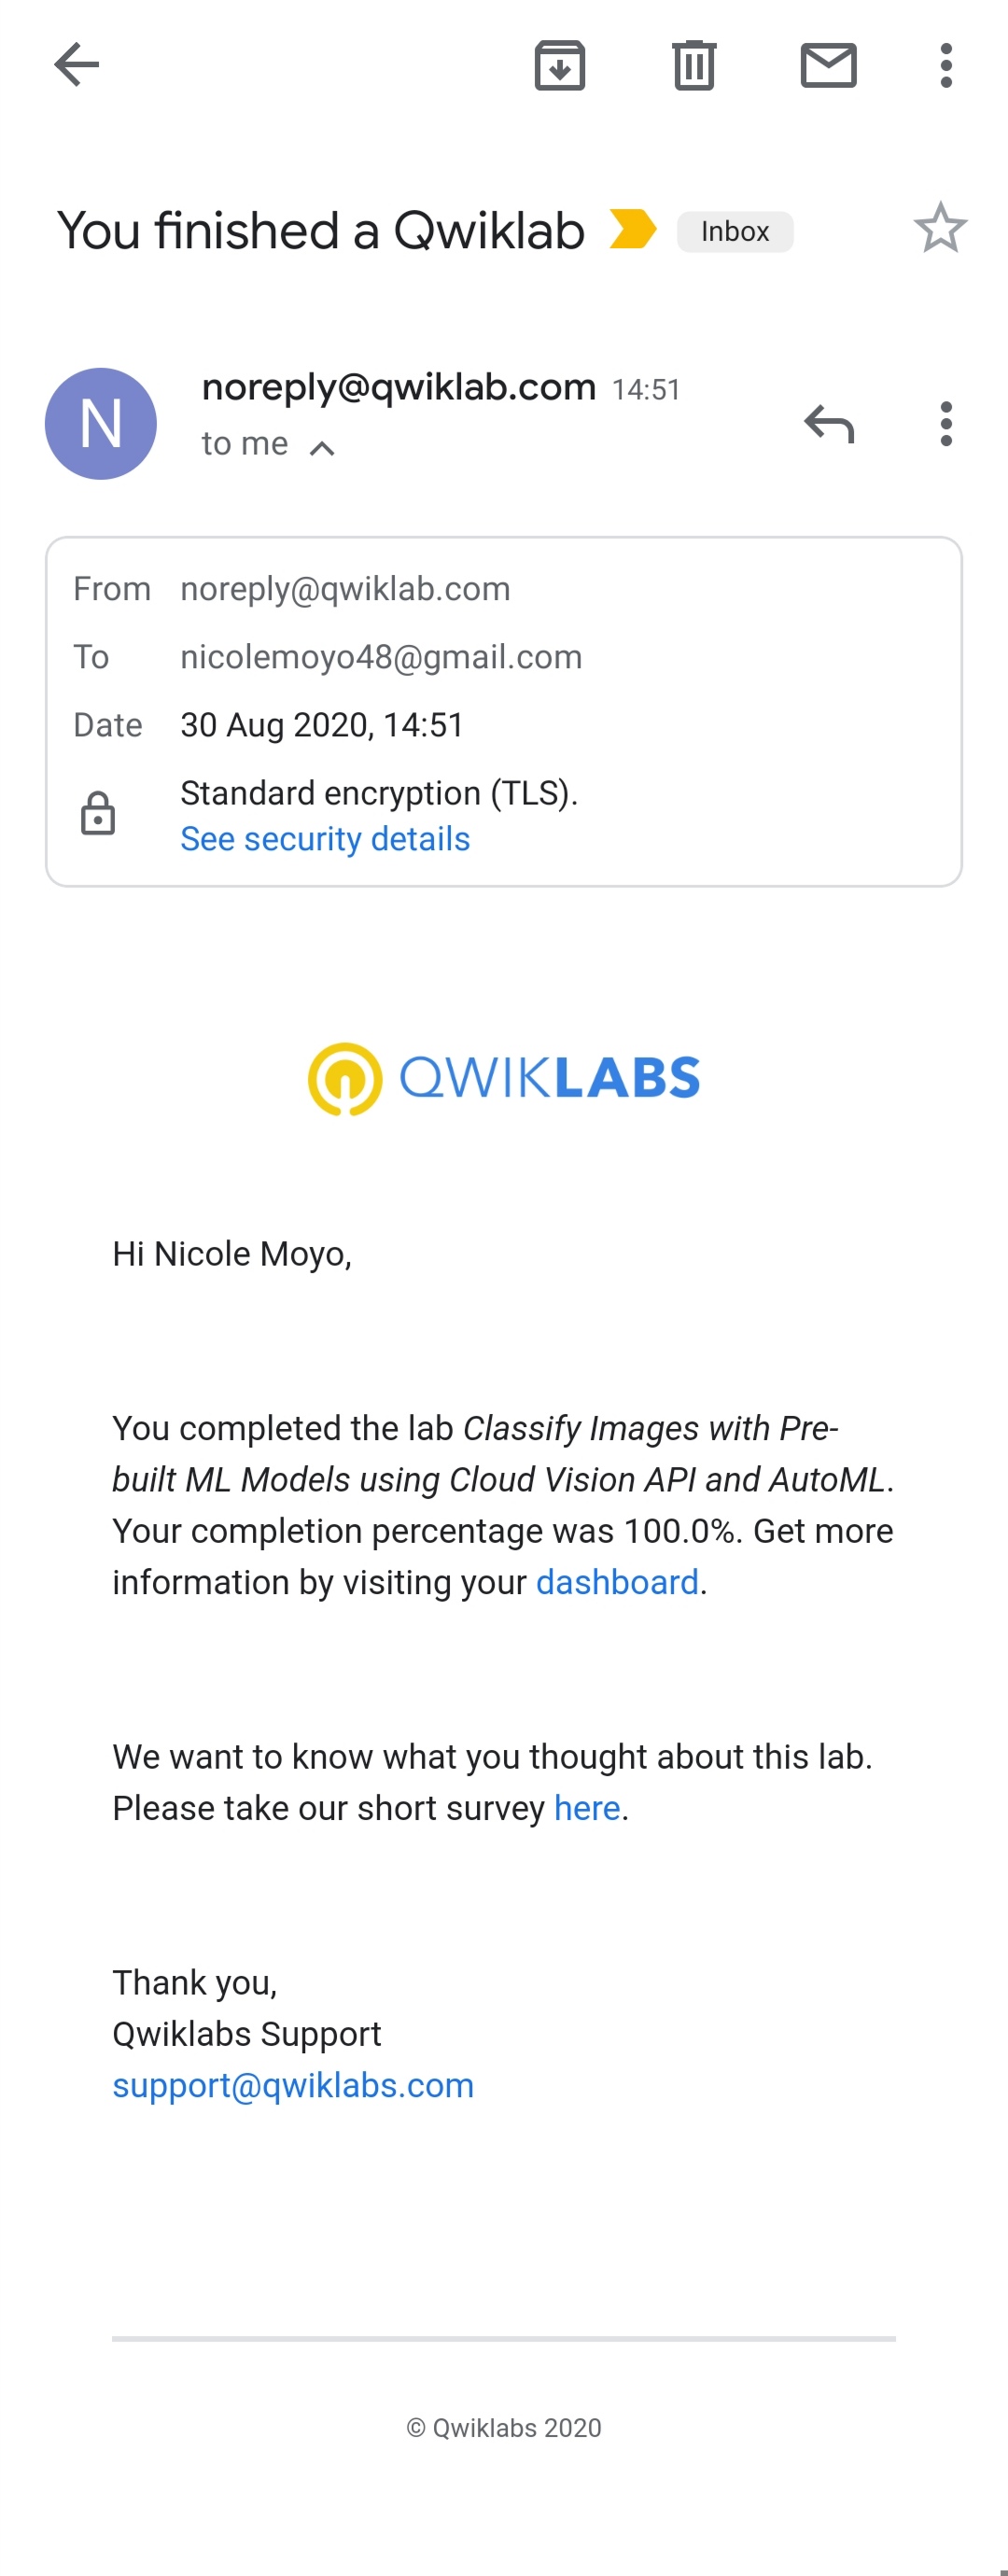 You finished a Qwiklab Inbox
N
noreply@qwiklab.com 14:51
to me
From noreply@qwiklab.com
To nicolemoyo48@gmail.com
Date 30 Aug 2020, 14:51
Standard encryption (TLS).
See security details
QWIKLABS
Hi Nicole Moyo,
You completed the lab Classify Images with Pre-
built ML Models using Cloud Vision API and AutoML.
Your completion percentage was 100.0%. Get more
information by visiting your dashboard.
We want to know what you thought about this lab.
Please take our short survey here.
Thank you,
Qwiklabs Support
support@qwiklabs.com
© Qwiklabs 2020